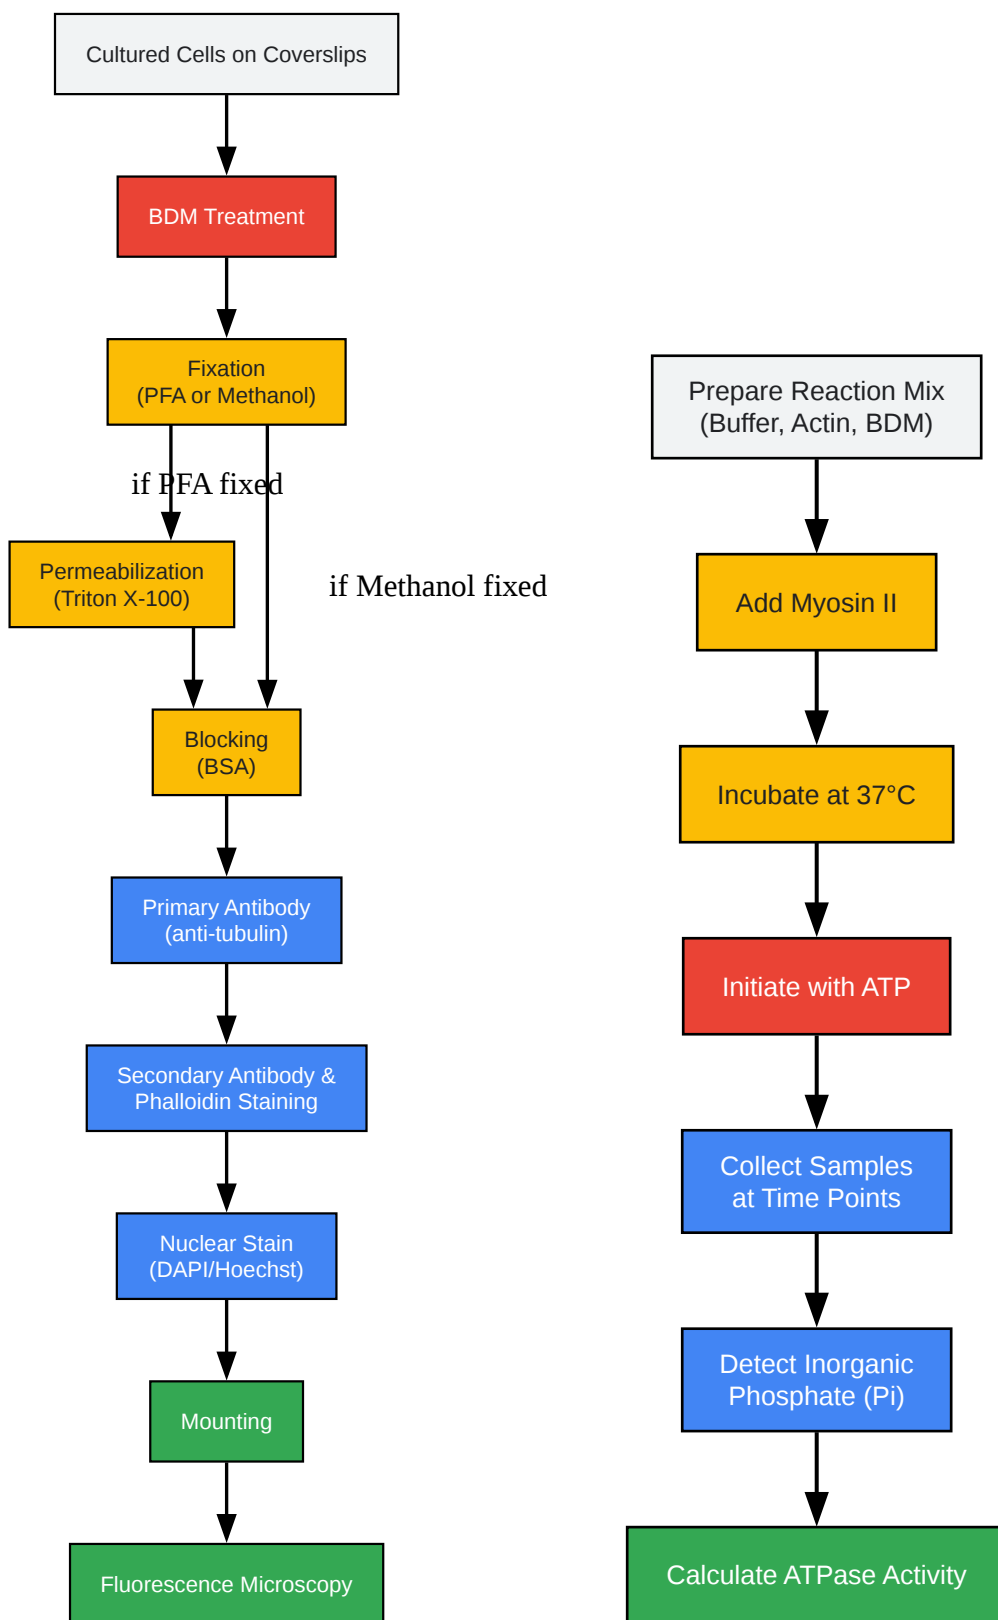 Cultured Cells on Coverslips
BDM Treatment
Fixation
(PFA or Methanol)
if PFA fixed
Permeabilization
(Triton X-100)
if Methanol fixed
Blocking
(BSA)
Primary Antibody
(anti-tubulin)
Secondary Antibody &
Phalloidin Staining
Nuclear Stain
(DAPI/Hoechst)
Mounting
Fluorescence Microscopy
Prepare Reaction Mix
(Buffer, Actin, BDM)
Add Myosin II
Incubate at 37°C
Initiate with ATP
Collect Samples
at Time Points
Detect Inorganic
Phosphate (Pi)
Calculate ATPase Activity